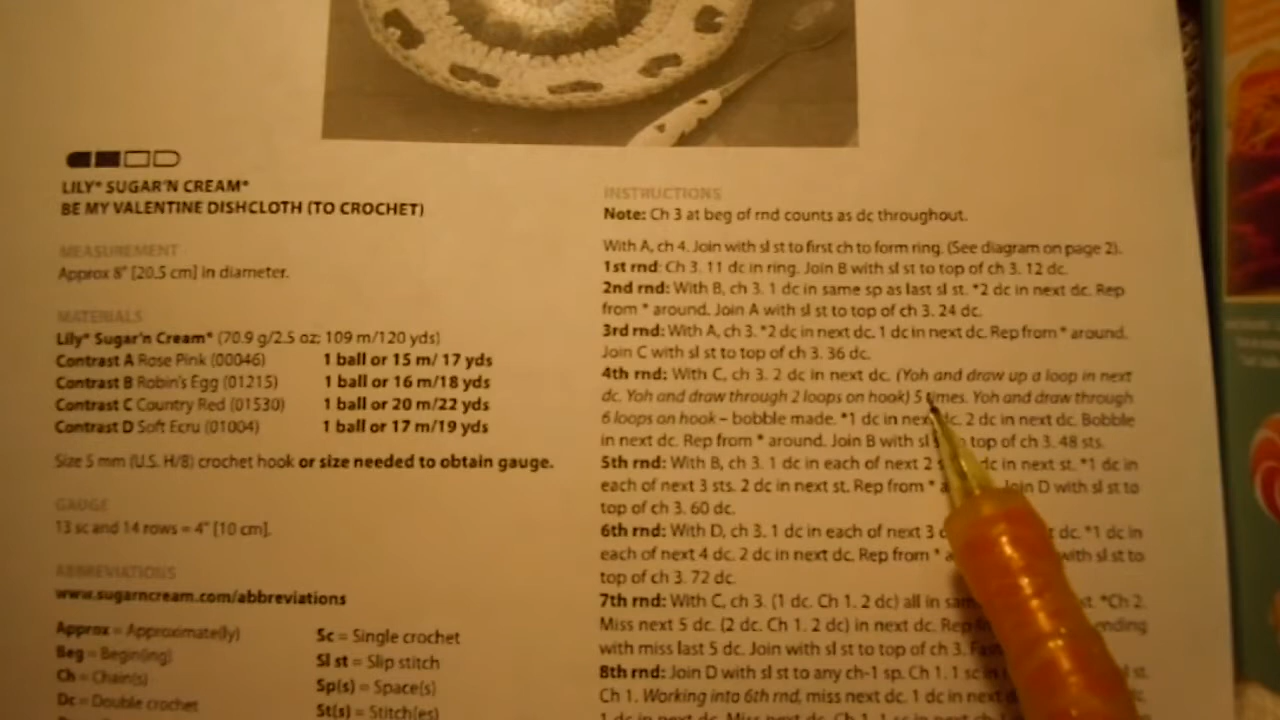 LILY® SUGAR'N CREAM®
BE MY VALENTINE DISHCLOTH (TO CROCHET)
MEASUREMENT
Approx 8" [20.5 cm] in diameter.
MATERIALS
Lily® Sugar'n Cream® (70.9 g/2.5 oz; 109 m/120 yds)
Contrast A Rose Pink (00046) 1 ball or 15 m/ 17 yds
Contrast B Robin's Egg (01215) 1 ball or 16 m/18 yds
Contrast C Country Red (01530) 1 ball or 20 m/22 yds
Contrast D Soft Ecru (01004) 1 ball or 17 m/19 yds
Size 5 mm (U.S. H/8) crochet hook or size needed to obtain gauge.
GAUGE
13 sc and 14 rows = 4" [10 cm].
ABBREVIATIONS
www.sugarncream.com/abbreviations
Approx = Approximate(ly)
Beg = Begin(ing)
Ch = Chain(s)
Dc = Double crochet
Sc = Single crochet
Sl st = Slip stitch
Sp(s) = Space(s)
St(s) = Stitch(es)
INSTRUCTIONS
Note: Ch 3 at beg of rnd counts as dc throughout.
With A, ch 4. Join with sl st to first ch to form ring. (See diagram on page 2).
1st rnd: Ch 3. 11 dc in ring. Join B with sl st to top of ch 3. 12 dc.
2nd rnd: With B, ch 3. 1 dc in same sp as last sl st. *2 dc in next dc. Rep
from * around. Join A with sl st to top of ch 3. 24 dc.
3rd rnd: With A, ch 3. *2 dc in next dc. 1 dc in next dc. Rep from * around.
Join C with sl st to top of ch 3. 36 dc.
4th rnd: With C, ch 3. 2 dc in next dc. (Yoh and draw up a loop in next
dc. Yoh and draw through 2 loops on hook) 5 times. Yoh and draw through
6 loops on hook – bobble made. *1 dc in next dc. 2 dc in next dc. Bobble
in next dc. Rep from * around. Join B with sl top of ch 3. 48 sts.
5th rnd: With B, ch 3. 1 dc in each of next 2 dc in next st. *1 dc in
each of next 3 sts. 2 dc in next st. Rep from * Join D with sl st to
top of ch 3. 60 dc.
6th rnd: With D, ch 3. 1 dc in each of next 3 dc. *1 dc in
each of next 4 dc. 2 dc in next dc. Rep from * with sl st to
top of ch 3. 72 dc.
7th rnd: With C, ch 3. (1 dc. Ch 1. 2 dc) all in *Ch 2.
Miss next 5 dc. (2 dc. Ch 1. 2 dc) in next dc.
with miss last 5 dc. Join with sl st to top of ch 3.
8th rnd: Join D with sl st to any ch-1 sp. Ch 1. 1 sc in
Ch 1. Working into 6th rnd, miss next dc. 1 dc in next